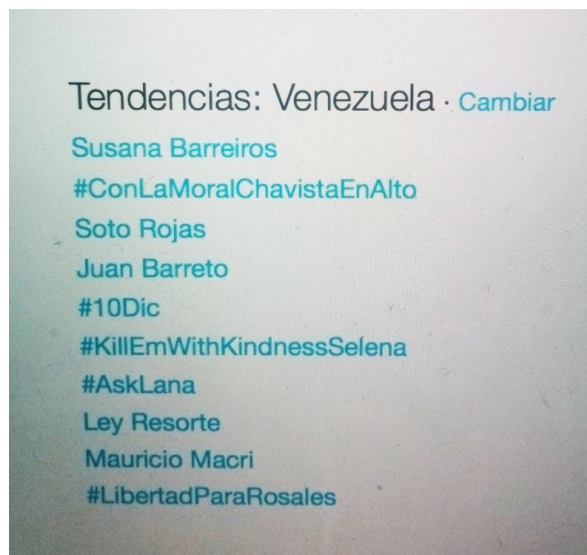 Tendencias: Venezuela · Cambiar
Susana Barreiros
#ConLaMoralChavistaEnAlto
Soto Rojas
Juan Barreto
#10Dic
#KillEmWithKindnessSelena
#AskLana
Ley Resorte
Mauricio Macri
#LibertadParaRosales